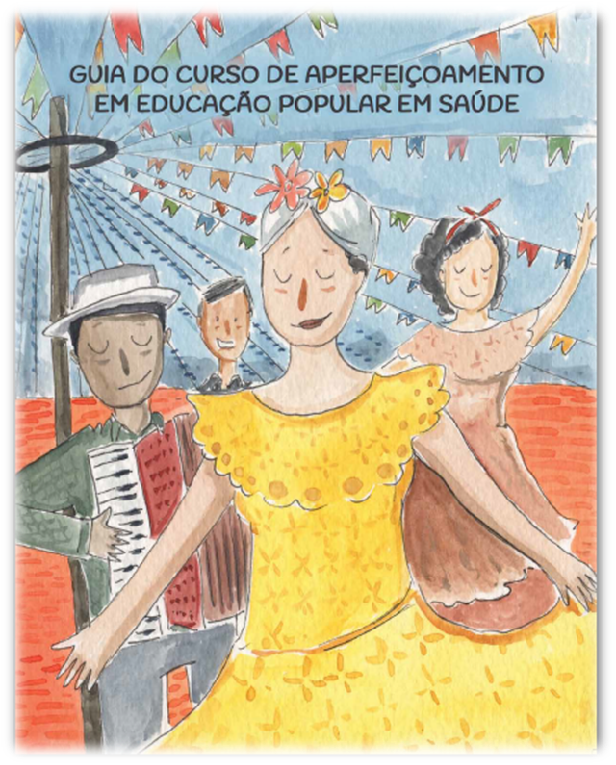 GUIA DO CURSO DE APERFEIÇOAMENTO
EM EDUCAÇÃO POPULAR EM SAÚDE